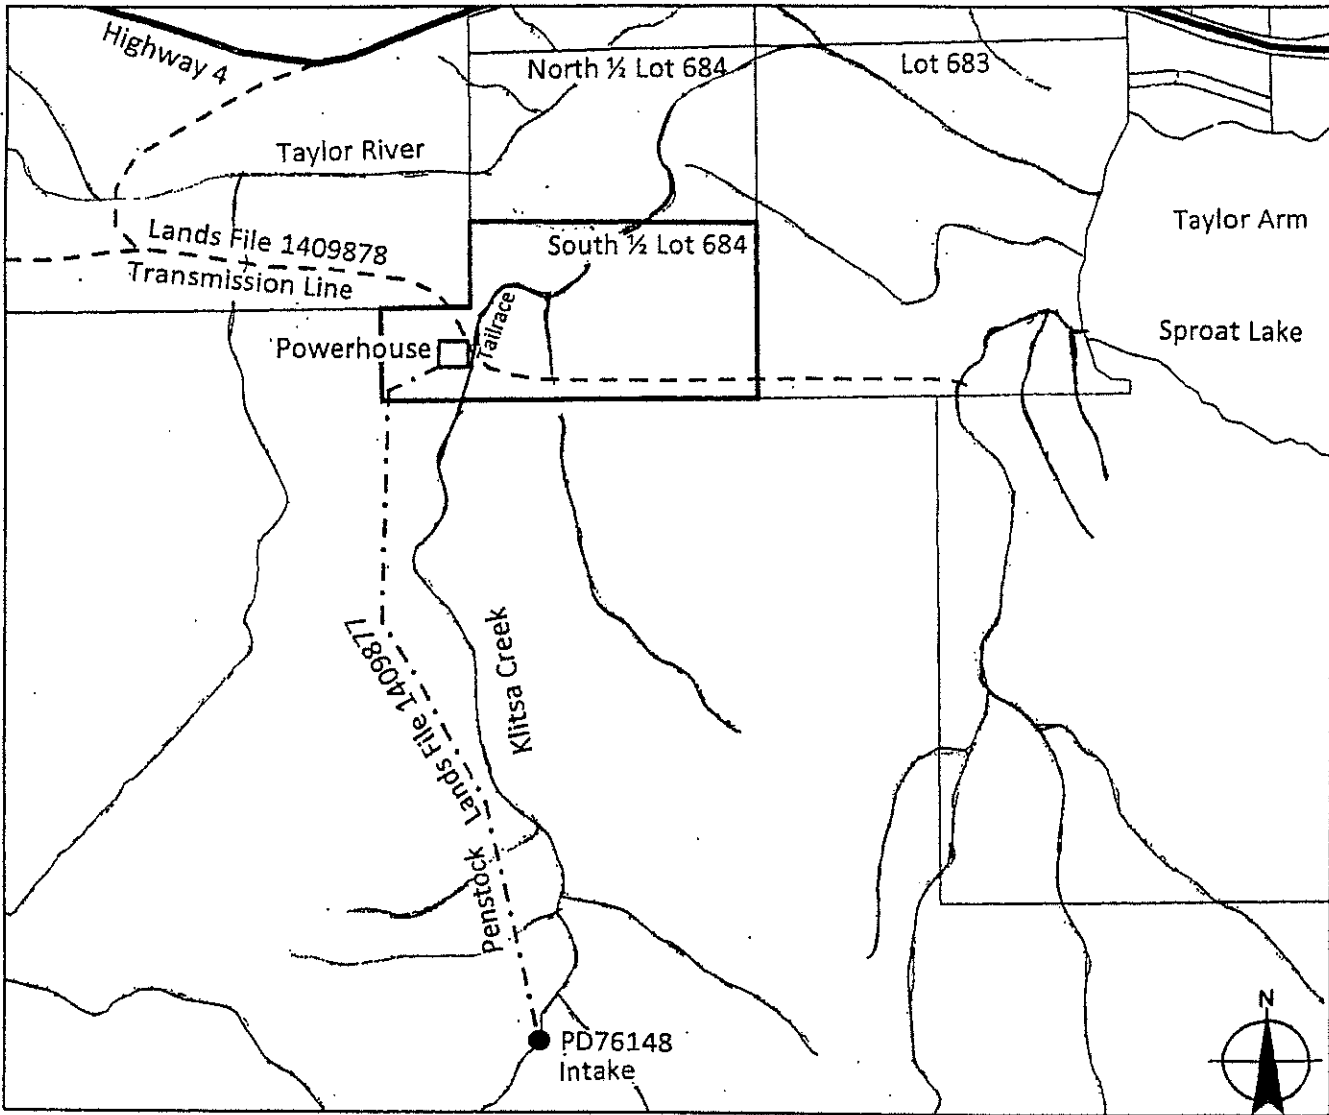 Highway 4
North ½ Lot 684
Lot 683
Taylor River
Taylor Arm
Lands File 1409878
South ½ Lot 684
Transmission Line
Tailrace
Sproat Lake
Powerhouse
Klitsa Creek
Penstock Lands File 1409877
N
PD76148
Intake